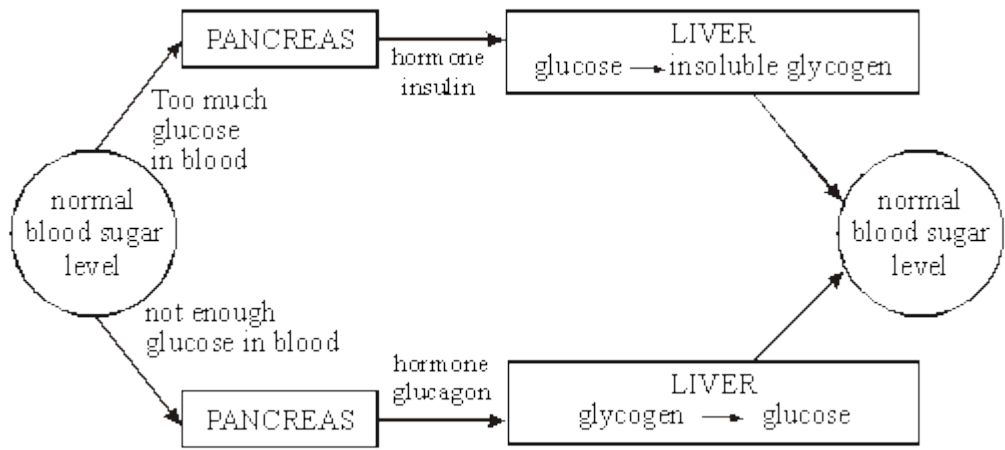 PANCREAS
hormone
insulin
LIVER
glucose → insoluble glycogen
Too much
glucose
in blood
normal
blood sugar
level
normal
blood sugar
level
not enough
glucose in blood
PANCREAS
hormone
glucagon
LIVER
glycogen → glucose